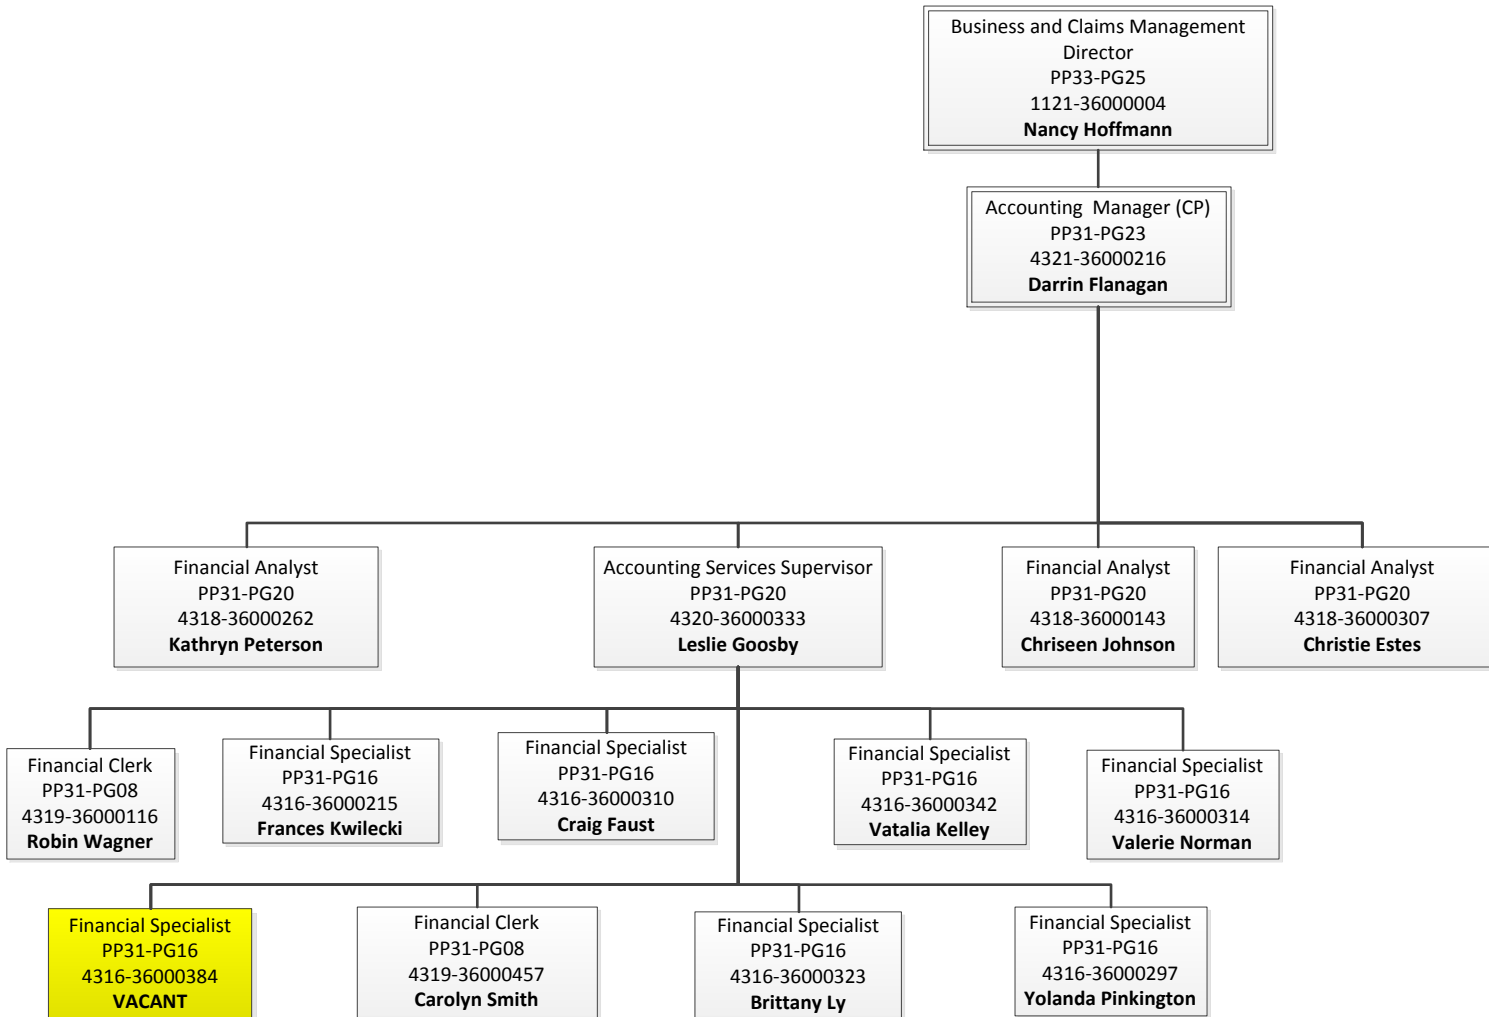 Business and Claims Management
Director
PP33-PG25
1121-36000004
Nancy Hoffmann
Accounting  Manager (CP)
PP31-PG23
4321-36000216
Darrin Flanagan
Financial Analyst
PP31-PG20
4318-36000262
Kathryn Peterson
Accounting Services Supervisor
PP31-PG20
4320-36000333
Leslie Goosby
Financial Analyst
PP31-PG20
4318-36000143
Chriseen Johnson
Financial Analyst
PP31-PG20
4318-36000307
Christie Estes
Financial Clerk
PP31-PG08
4319-36000116
Robin Wagner
Financial Specialist
PP31-PG16
4316-36000215
Frances Kwilecki
Financial Specialist
PP31-PG16
4316-36000310
Craig Faust
Financial Specialist
PP31-PG16
4316-36000342
Vatalia Kelley
Financial Specialist
PP31-PG16
4316-36000314
Valerie Norman
Financial Specialist
PP31-PG16
4316-36000384
VACANT
Financial Clerk
PP31-PG08
4319-36000457
Carolyn Smith
Financial Specialist
PP31-PG16
4316-36000323
Brittany Ly
Financial Specialist
PP31-PG16
4316-36000297
Yolanda Pinkington